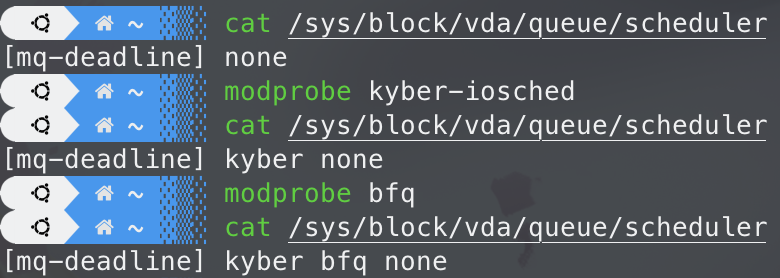 ~ cat /sys/block/vda/queue/scheduler
[mq-deadline] none
~ modprobe kyber-iosched
~ cat /sys/block/vda/queue/scheduler
[mq-deadline] kyber none
~ modprobe bfq
~ cat /sys/block/vda/queue/scheduler
[mq-deadline] kyber bfq none